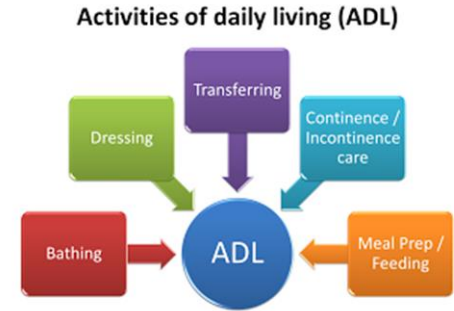 Activities of daily living (ADL)
Transferring
Dressing
Continence /
Incontinence
care
Bathing
ADL
Meal Prep /
Feeding